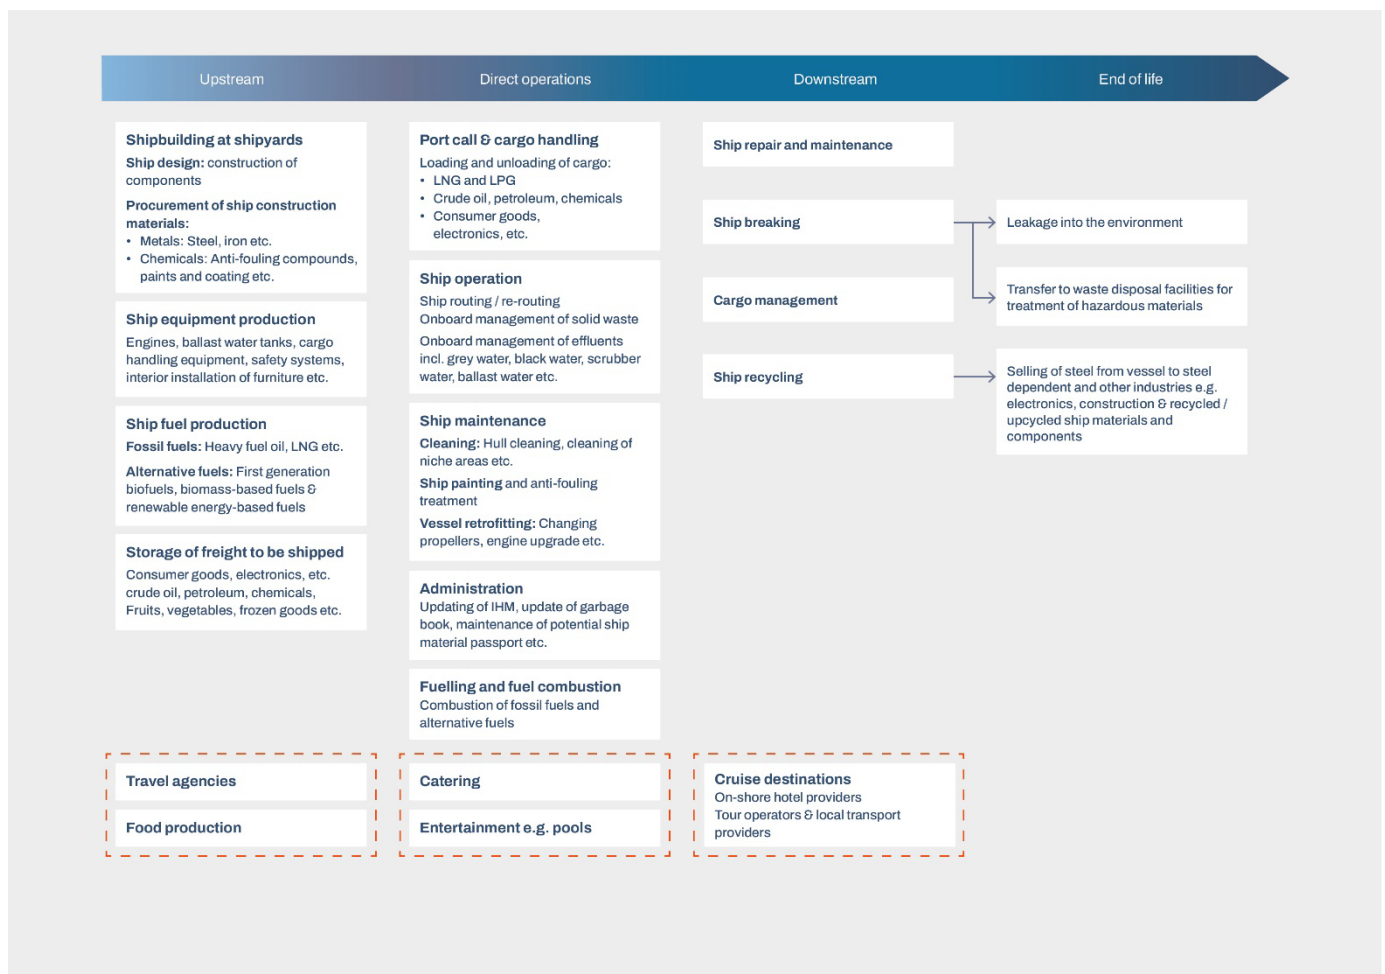 Upstream
Direct operations
Downstream
End of life
Shipbuilding at shipyards
Ship design: construction of
components
Procurement of ship construction
materials:
• Metals: Steel, iron etc.
• Chemicals: Anti-fouling compounds,
paints and coating etc.
Ship equipment production
Engines, ballast water tanks, cargo
handling equipment, safety systems,
interior installation of furniture etc.
Ship fuel production
Fossil fuels: Heavy fuel oil, LNG etc.
Alternative fuels: First generation
biofuels, biomass-based fuels &
renewable energy-based fuels
Storage of freight to be shipped
Consumer goods, electronics, etc.
crude oil, petroleum, chemicals,
Fruits, vegetables, frozen goods etc.
Travel agencies
Food production
Port call & cargo handling
Loading and unloading of cargo:
• LNG and LPG
• Crude oil, petroleum, chemicals
• Consumer goods,
electronics, etc.
Ship operation
Ship routing / re-routing
Onboard management of solid waste
Onboard management of effluents
incl. grey water, black water, scrubber
water, ballast water etc.
Ship maintenance
Cleaning: Hull cleaning, cleaning of
niche areas etc.
Ship painting and anti-fouling
treatment
Vessel retrofitting: Changing
propellers, engine upgrade etc.
Administration
Updating of IHM, update of garbage
book, maintenance of potential ship
material passport etc.
Fuelling and fuel combustion
Combustion of fossil fuels and
alternative fuels
Catering
Entertainment e.g. pools
Ship repair and maintenance
Ship breaking
Cargo management
Ship recycling
Cruise destinations
On-shore hotel providers
Tour operators & local transport
providers
Leakage into the environment
Transfer to waste disposal facilities for
treatment of hazardous materials
Selling of steel from vessel to steel
dependent and other industries e.g.
electronics, construction & recycled /
upcycled ship materials and
components